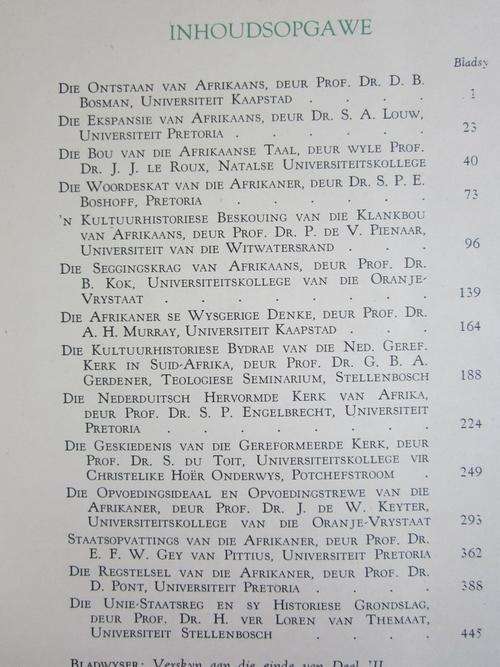 INHOUDSOPGAWE
Bladsy
DIE ONTSTAAN VAN AFRIKAANS, DEUR PROF. DR. D. B.
BOSMAN, UNIVERSITEIT KAAPSTAD . . . . 1
DIE EKSPANSIE VAN AFRIKAANS, DEUR DR. S. A. LOUW,
UNIVERSITEIT PRETORIA . . . . . . 23
DIE BOU VAN DIE AFRIKAANSE TAAL, DEUR WYLE PROF.
DR. J. J. LE ROUX, NATALSE UNIVERSITEITSKOLLEGE 40
DIE WOORDESKAT VAN DIE AFRIKANER, DEUR DR. S. P. E.
BOSHOFF, PRETORIA . . . . . . 73
'N KULTUURHISTORIESE BESKOUING VAN DIE KLANKBOU
VAN AFRIKAANS, DEUR PROF. DR. P. DE V. PIENAAR,
UNIVERSITEIT VAN DIE WITWATERSRAND . . . 96
DIE SEGGINGSKRAG VAN AFRIKAANS, DEUR PROF. DR.
B. KOK, UNIVERSITEITSKOLLEGE VAN DIE ORANJE-
VRYSTAAT . . . . . . . . 139
DIE AFRIKANER SE WYSGERIGE DENKE, DEUR PROF. DR.
A. H. MURRAY, UNIVERSITEIT KAAPSTAD . . . 164
DIE KULTUURHISTORIESE BYDRAE VAN DIE NED. GEREF.
KERK IN SUID-AFRIKA, DEUR PROF. DR. G. B. A.
GERDENER, TEOLOGIESE SEMINARIUM, STELLENBOSCH 188
DIE NEDERDUITSCH HERVORMDE KERK VAN AFRIKA,
DEUR PROF. DR. S. P. ENGELBRECHT, UNIVERSITEIT
PRETORIA . . . . . . . . 224
DIE GESKIEDENIS VAN DIE GEREFORMEERDE KERK, DEUR
PROF. DR. S. DU TOIT, UNIVERSITEITSKOLLEGE VIR
CHRISTELIKE HOËR ONDERWYS, POTCHEFSTROOM . 249
DIE OPVOEDINGSIDEAAL EN OPVOEDINGSTREWE VAN DIE
AFRIKANER, DEUR PROF. DR. J. DE W. KEYTER,
UNIVERSITEITSKOLLEGE VAN DIE ORANJE-VRYSTAAT 293
STAATSOPVATTINGS VAN DIE AFRIKANER, DEUR PROF. DR.
E. F. W. GEY VAN PITTIUS, UNIVERSITEIT PRETORIA 362
DIE REGSTELSEL VAN DIE AFRIKANER, DEUR PROF. DR.
D. PONT, UNIVERSITEIT PRETORIA . . . . 388
DIE UNIE-STAATSREG EN SY HISTORIESE GRONDSLAG,
DEUR PROF. DR. H. VER LOREN VAN THEMAAT,
UNIVERSITEIT STELLENBOSCH . . . . 445
BLADWYSER: Verskyn aan die einde van Deel III